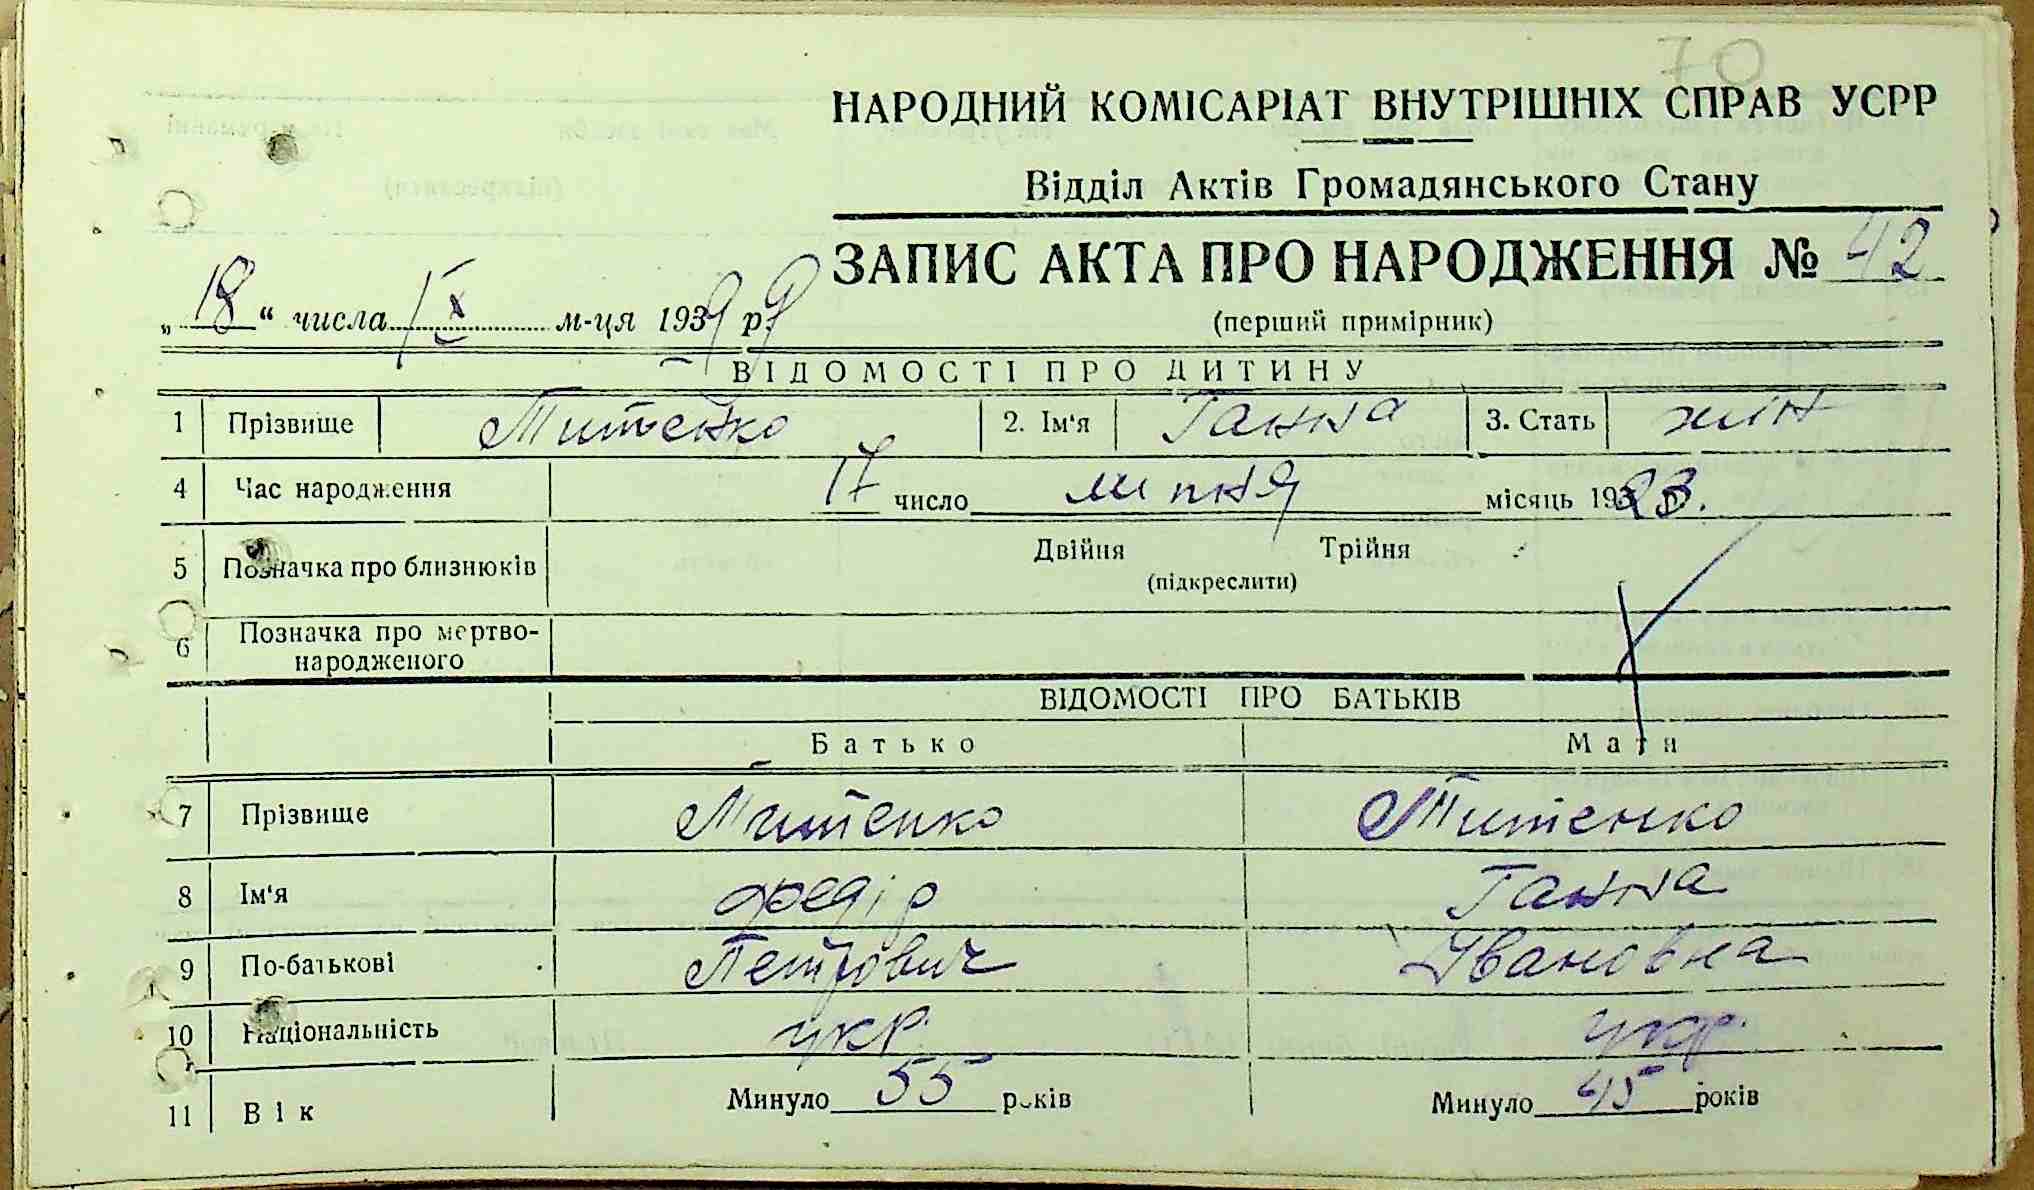 70
НАРОДНИЙ КОМІСАРІАТ ВНУТРІШНІХ СПРАВ УСРР
Відділ Актів Громадянського Стану
ЗАПИС АКТА ПРО НАРОДЖЕННЯ № 42
„18“ числа IX м-ця 1939 р.
(перший примірник)
ВІДОМОСТІ ПРО ДИТИНУ
1 Прізвище Титенко 2. Ім'я Ганна 3. Стать жін
4 Час народження 17 число липня місяць 1923.
5 Позначка про близнюків Двійня Трійня
(підкреслити)
6 Позначка про мертво-
народженого
ВІДОМОСТІ ПРО БАТЬКІВ
Батько Мати
7 Прізвище Титенко Титенко
8 Ім'я Федір Ганна
9 По-батькові Петрович Івановна
10 Національність укр. укр.
11 Вік Минуло 55 років Минуло 45 років